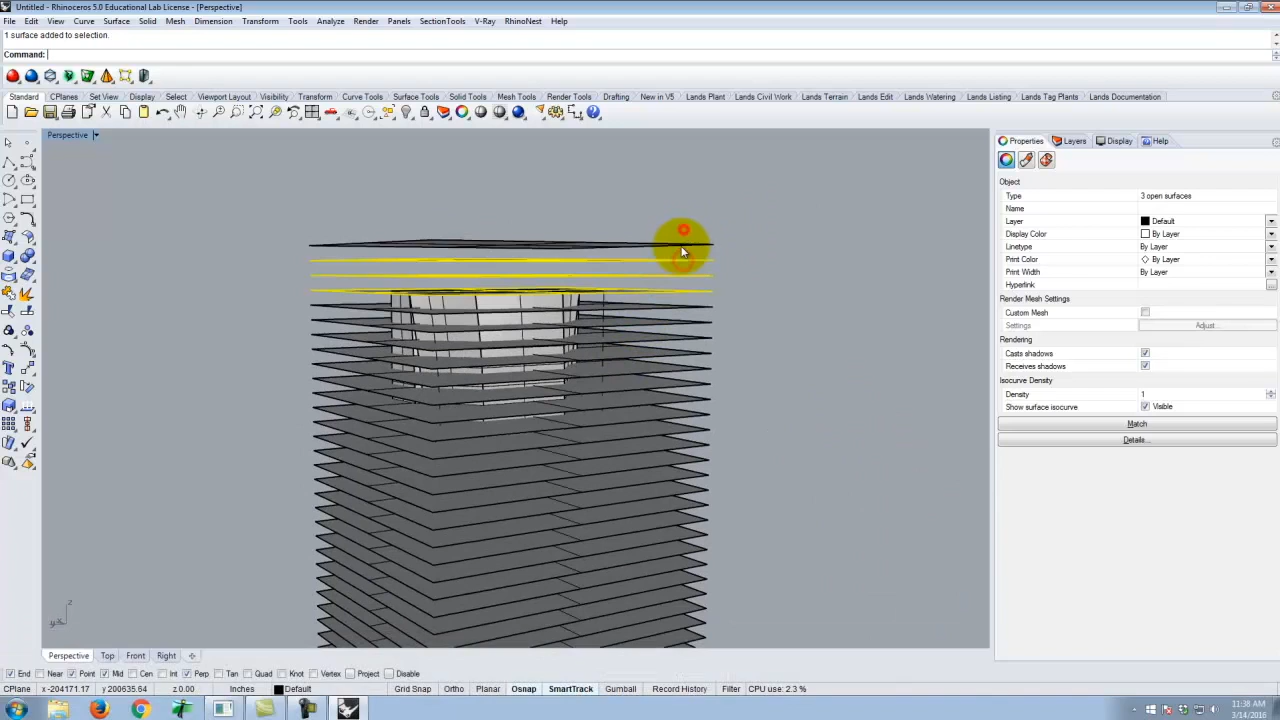 Untitled - Rhinoceros 5.0 Educational Lab License - [Perspective]
File Edit View Curve Surface Solid Mesh Dimension Transform Tools Analyze Render Panels SectionTools V-Ray RhinoNest Help
1 surface added to selection.
Command:
Standard CPlanes Set View Display Select Viewport Layout Visibility Transform Curve Tools Surface Tools Solid Tools Mesh Tools Render Tools Drafting New in V5 Lands Plant Lands Civil Work Lands Terrain Lands Edit Lands Watering Lands Listing Lands Tag Plants Lands Documentation
Perspective
Properties Layers Display Help
Object
Type 3 open surfaces
Name
Layer Default
Display Color By Layer
Linetype By Layer
Print Color By Layer
Print Width By Layer
Hyperlink
Render Mesh Settings
Custom Mesh
Settings Adjust...
Rendering
Casts shadows
Receives shadows
Isocurve Density
Density 1
Show surface isocurve Visible
Match
Details...
z
y x
Perspective Top Front Right
End Near Point Mid Cen Int Perp Tan Quad Knot Vertex Project Disable
CPlane x -204171.17 y 200635.64 z 0.00 Inches Default Grid Snap Ortho Planar Osnap SmartTrack Gumball Record History Filter CPU use: 2.3 %
11:38 AM
3/14/2016